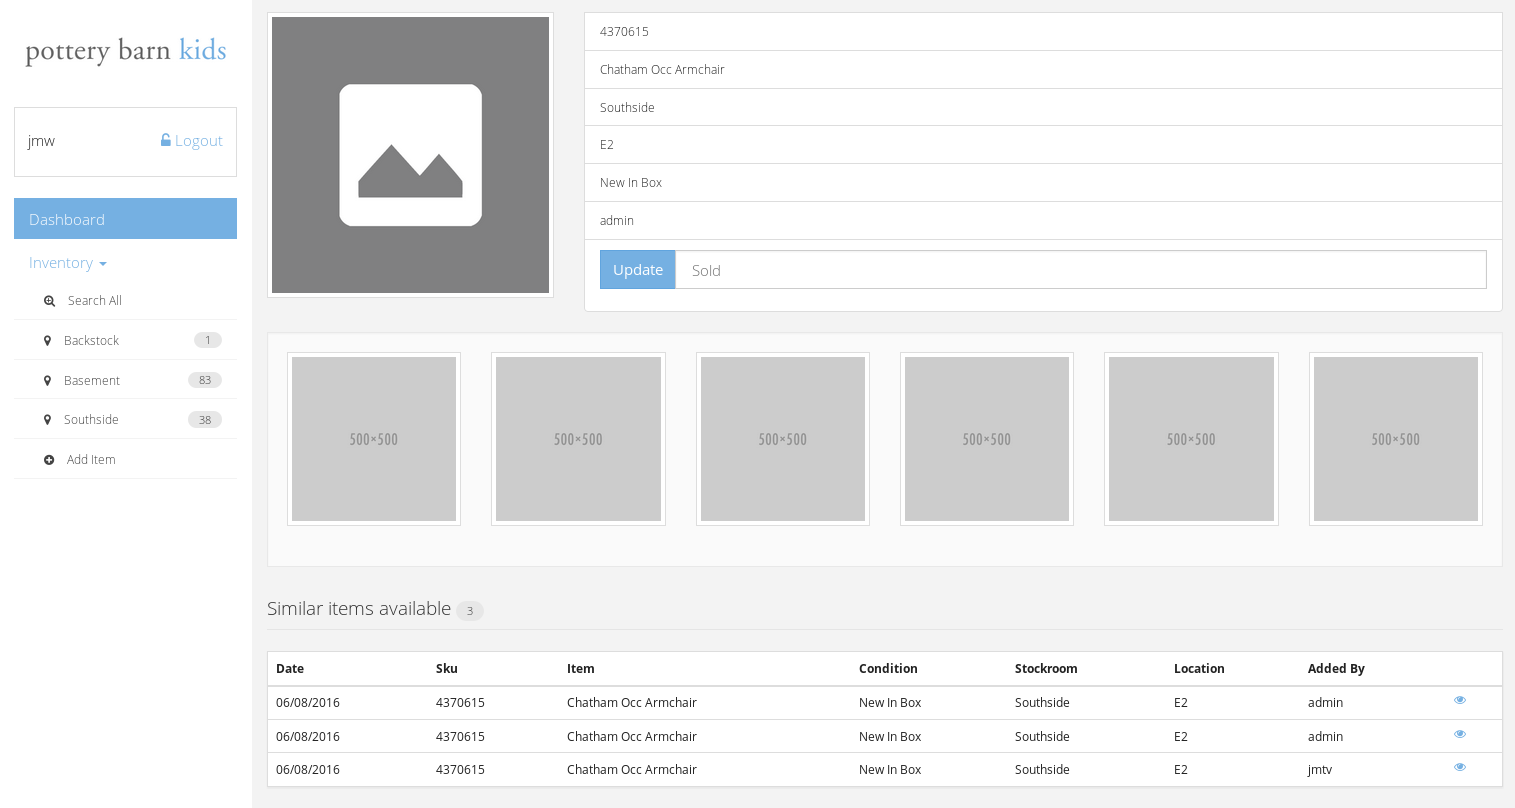 pottery barn kids
jmw Logout
Dashboard
Inventory
Search All
Backstock 1
Basement 83
Southside 38
Add Item
4370615
Chatham Occ Armchair
Southside
E2
New In Box
admin
Update Sold
500×500 500×500 500×500 500×500 500×500 500×500
Similar items available 3
Date Sku Item Condition Stockroom Location Added By
06/08/2016 4370615 Chatham Occ Armchair New In Box Southside E2 admin
06/08/2016 4370615 Chatham Occ Armchair New In Box Southside E2 admin
06/08/2016 4370615 Chatham Occ Armchair New In Box Southside E2 jmtv